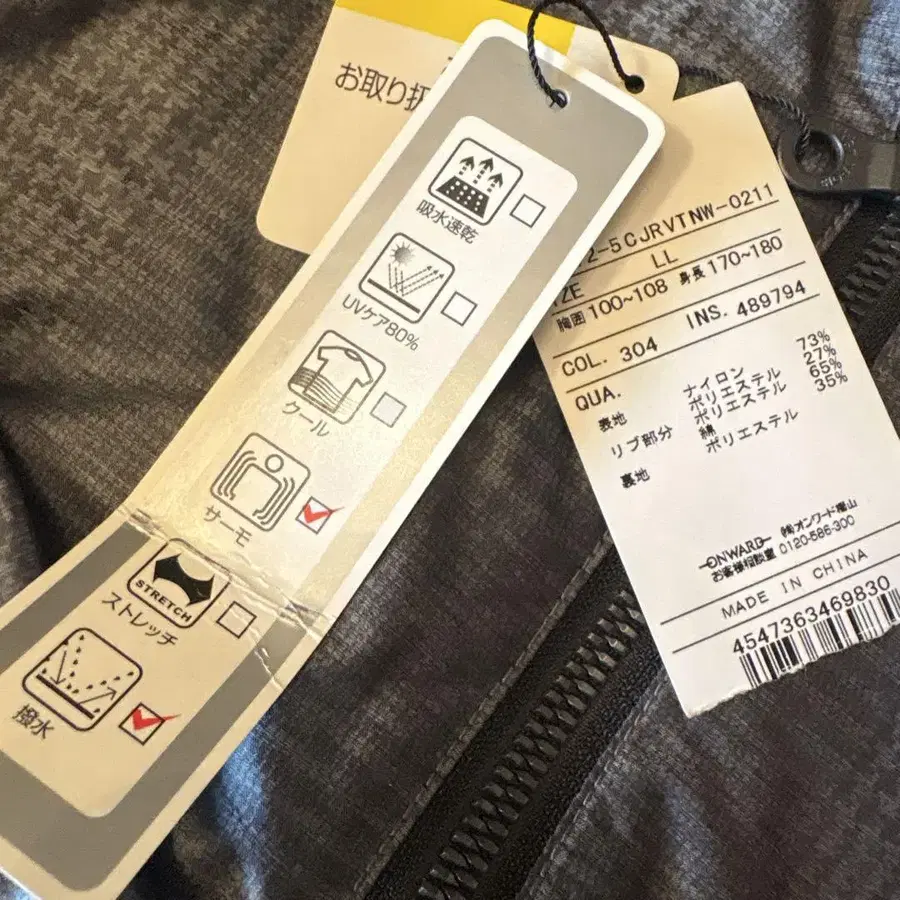 お取り扱
吸水速乾
UVケア80%
クール
サーモ
STRETCH
ストレッチ
撥水
2-5CJRVTNW-0211
IZE LL
胸囲 100~108 身長 170~180
COL. 304 INS. 489794
QUA.
表地 ナイロン 73%
ポリエステル 27%
リブ部分 ポリエステル 65%
綿 35%
裏地 ポリエステル
ONWARD ㈱オンワード樫山
お客様相談室 0120-586-300
MADE IN CHINA
4547363469830